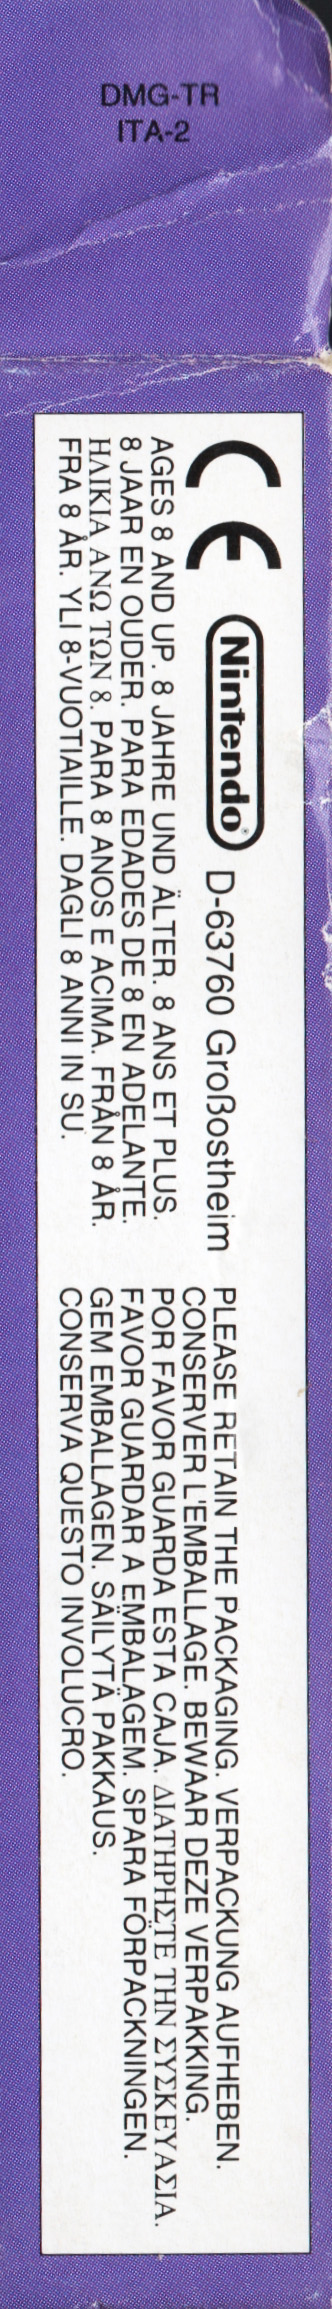 DMG-TR
ITA-2
CE Nintendo® D-63760 Großostheim
AGES 8 AND UP. 8 JAHRE UND ÄLTER. 8 ANS ET PLUS.
8 JAAR EN OUDER. PARA EDADES DE 8 EN ADELANTE.
ΗΛΙΚΙΑ ΑΝΩ ΤΩΝ 8. PARA 8 ANOS E ACIMA. FRÅN 8 ÅR.
FRA 8 ÅR. YLI 8-VUOTIAILLE. DAGLI 8 ANNI IN SU.
PLEASE RETAIN THE PACKAGING. VERPACKUNG AUFHEBEN.
CONSERVER L'EMBALLAGE. BEWAAR DEZE VERPAKKING.
POR FAVOR GUARDA ESTA CAJA. ΔΙΑΤΗΡΗΣΤΕ ΤΗΝ ΣΥΣΚΕΥΑΣΙΑ.
FAVOR GUARDAR A EMBALAGEM. SPARA FÖRPACKNINGEN.
GEM EMBALLAGEN. SÄILYTÄ PAKKAUS.
CONSERVA QUESTO INVOLUCRO.